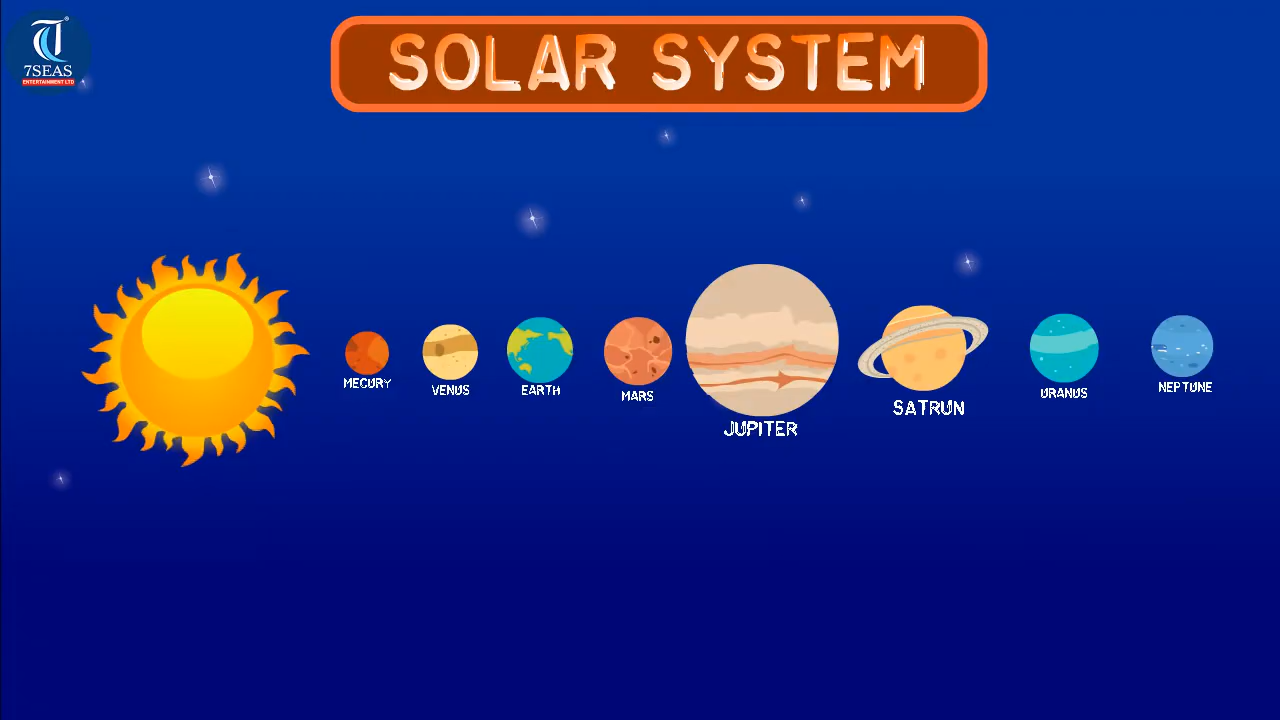 7SEAS
ENTERTAINMENT LTD
SOLAR SYSTEM
MECURY
VENUS
EARTH
MARS
JUPITER
SATRUN
URANUS
NEPTUNE